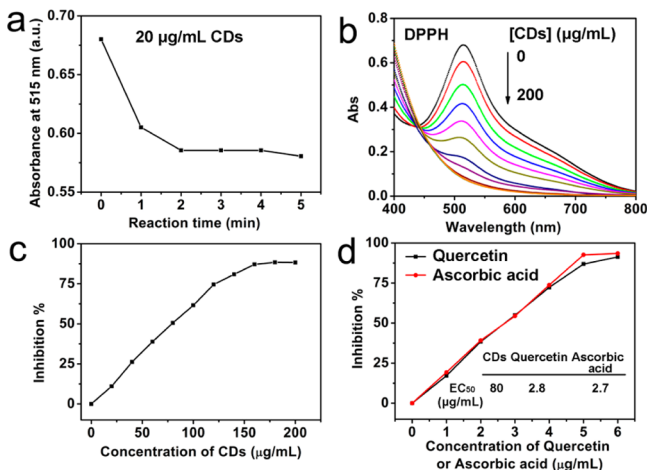 a
20 µg/mL CDs
0.70
0.65
0.60
0.55
Absorbance at 515 nm (a.u.)
0 1 2 3 4 5
Reaction time (min)
b
DPPH
[CDs] (µg/mL)
0
200
0.8
0.6
0.4
0.2
0.0
Abs
400 500 600 700 800
Wavelength (nm)
c
100
75
50
25
0
Inhibition %
0 50 100 150 200
Concentration of CDs (µg/mL)
d
Quercetin
Ascorbic acid
100
75
50
25
0
Inhibition %
CDs Quercetin Ascorbic
acid
EC50 80 2.8 2.7
(µg/mL)
0 1 2 3 4 5 6
Concentration of Quercetin
or Ascorbic acid (µg/mL)